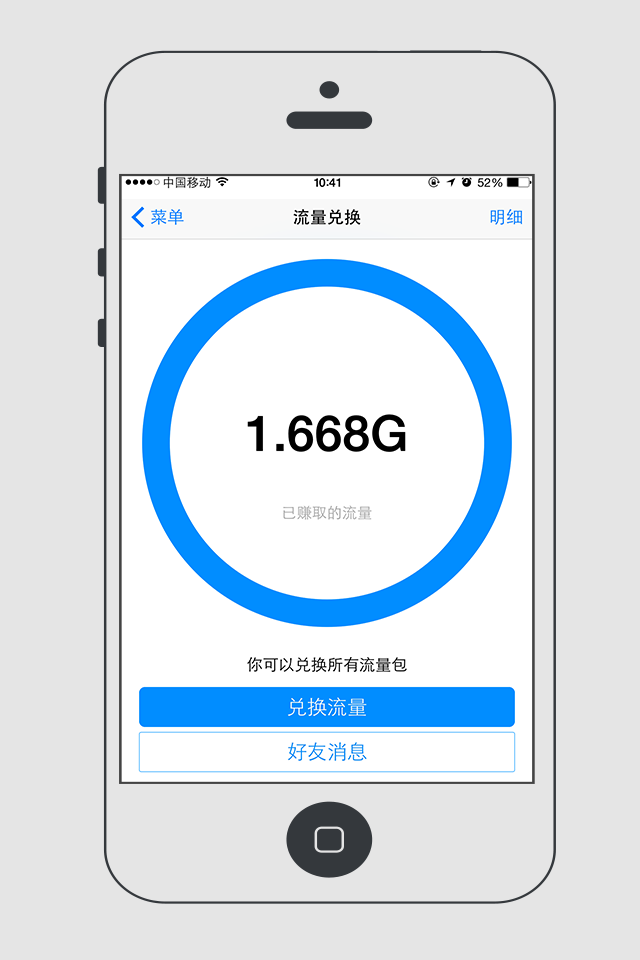 中国移动 10:41 52%
菜单 流量兑换 明细
1.668G
已赚取的流量
你可以兑换所有流量包
兑换流量
好友消息